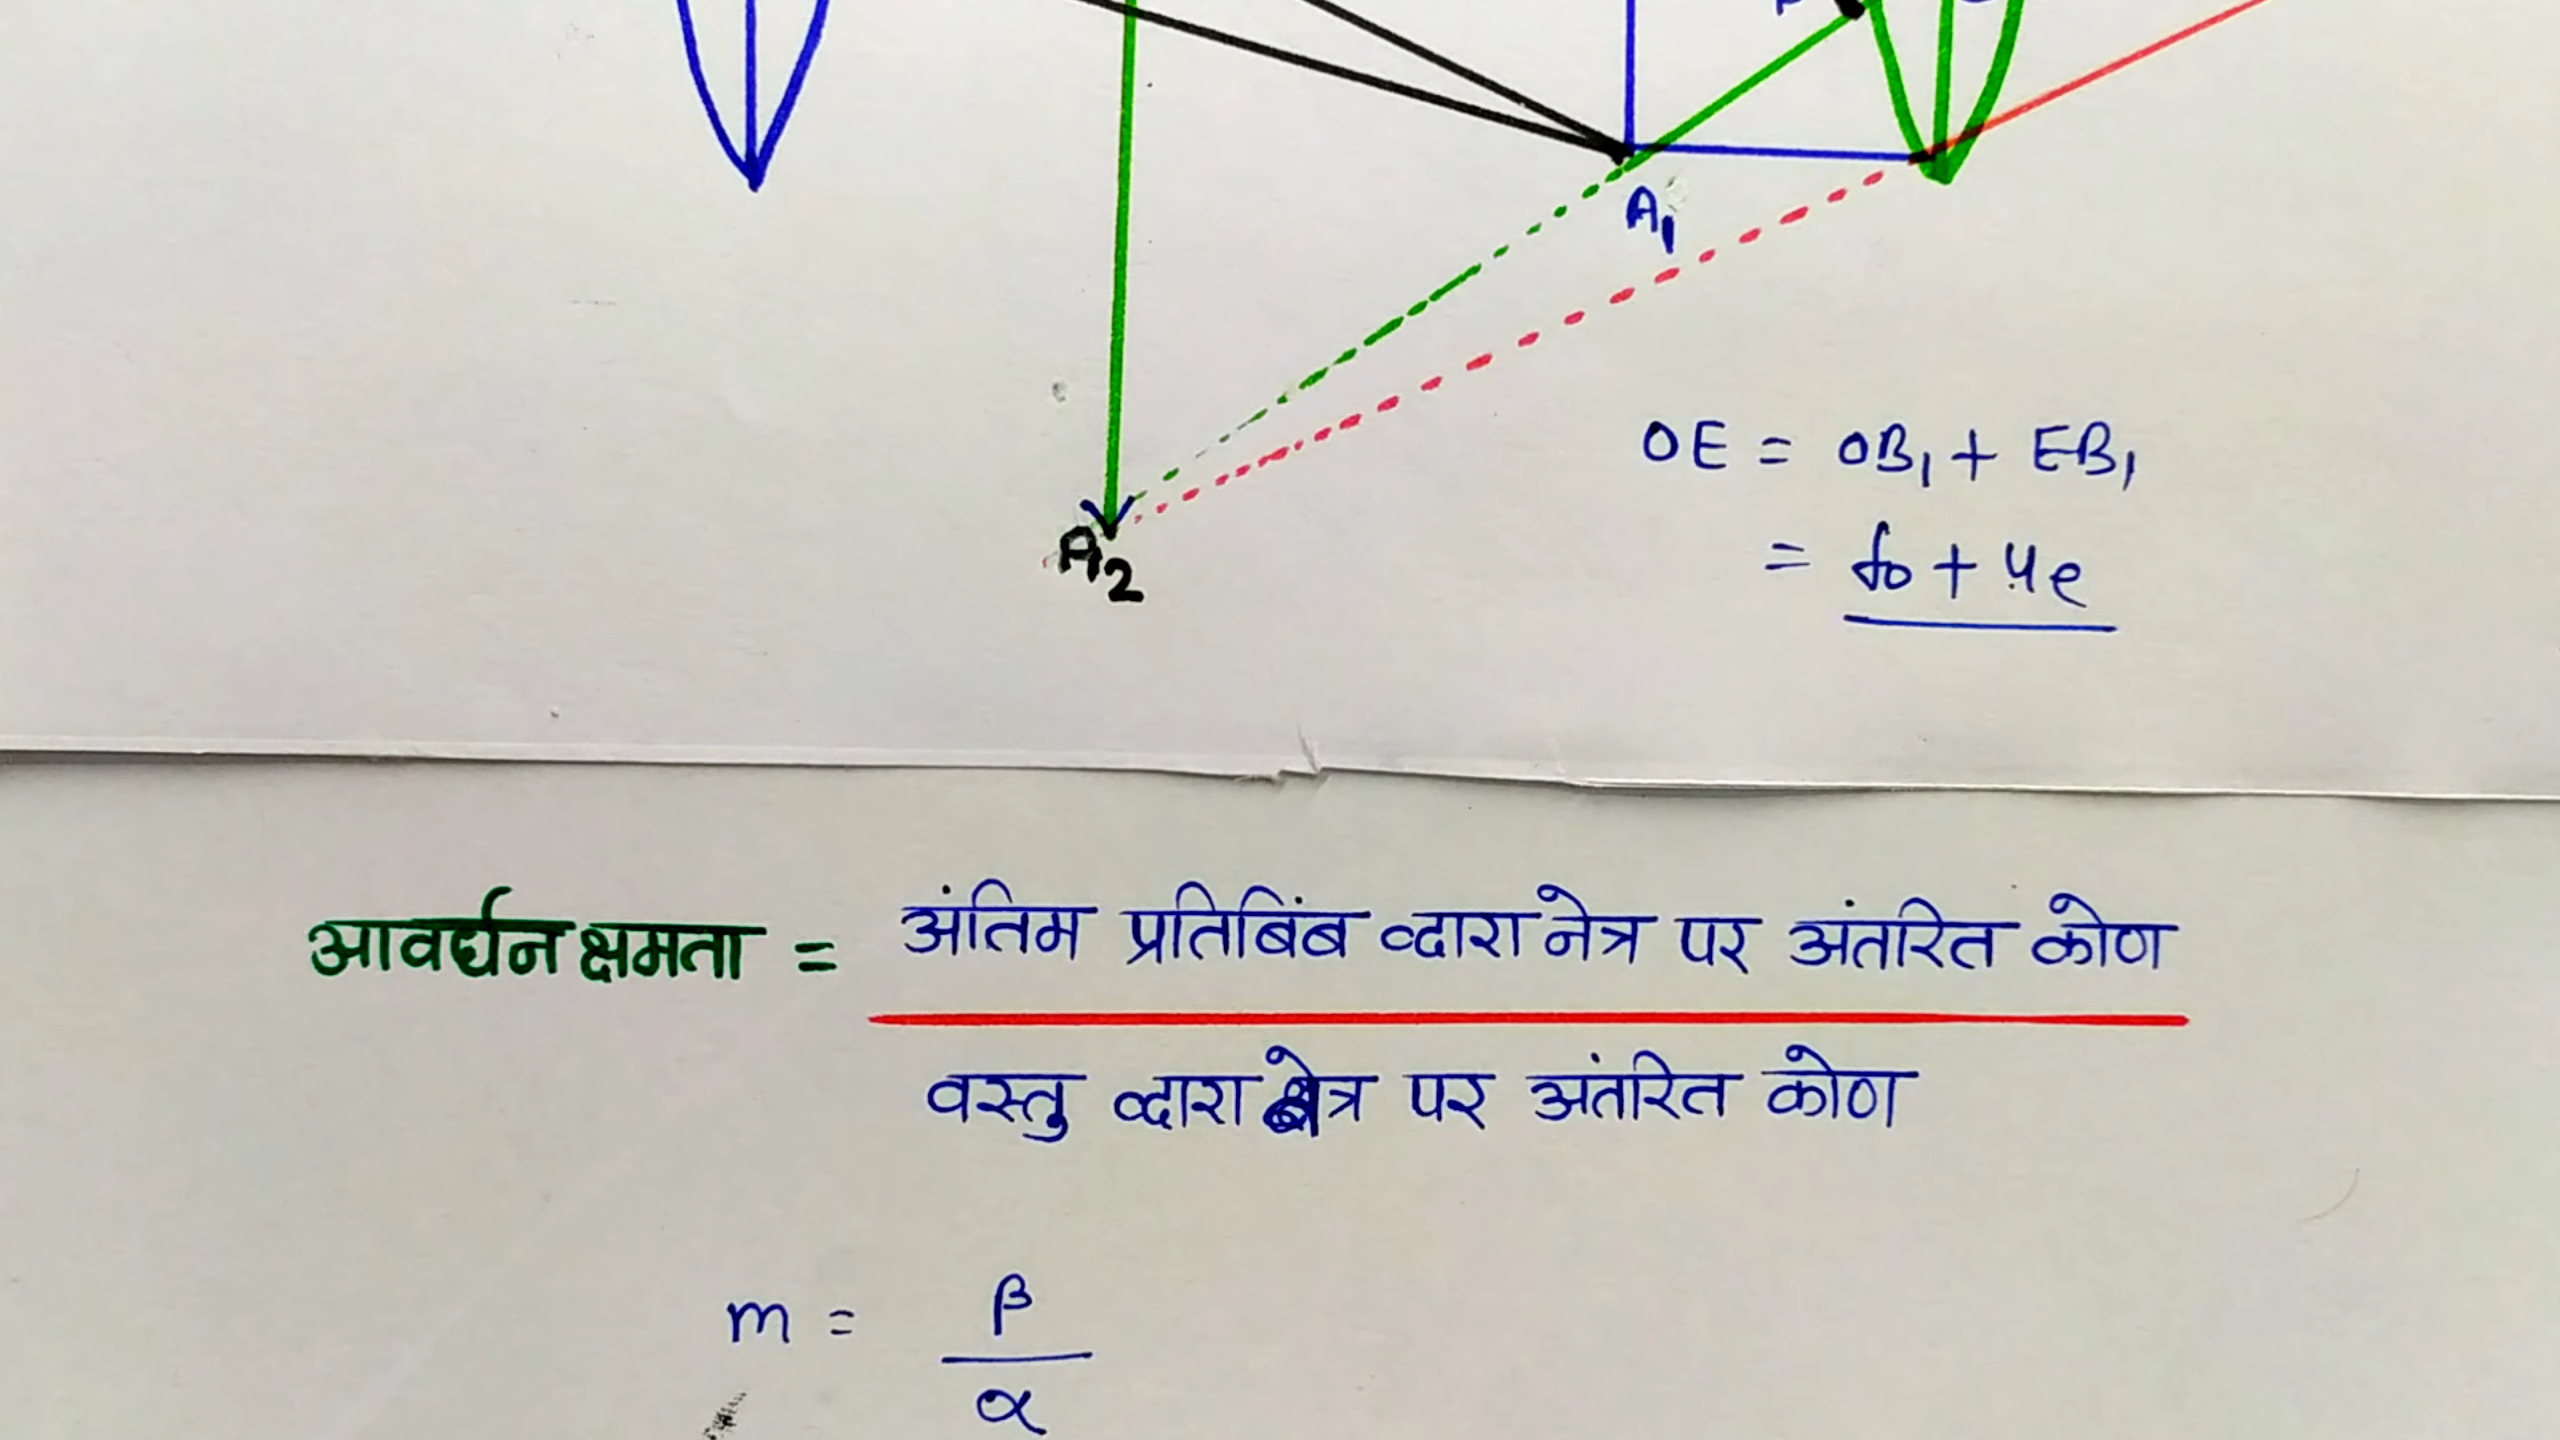 A₁
OE = OB₁ + EB₁
= fo + ue
A₂
आवर्धन क्षमता = अंतिम प्रतिबिंब व्दारा नेत्र पर अंतरित कोण
वस्तु व्दारा नेत्र पर अंतरित कोण
m = β
α